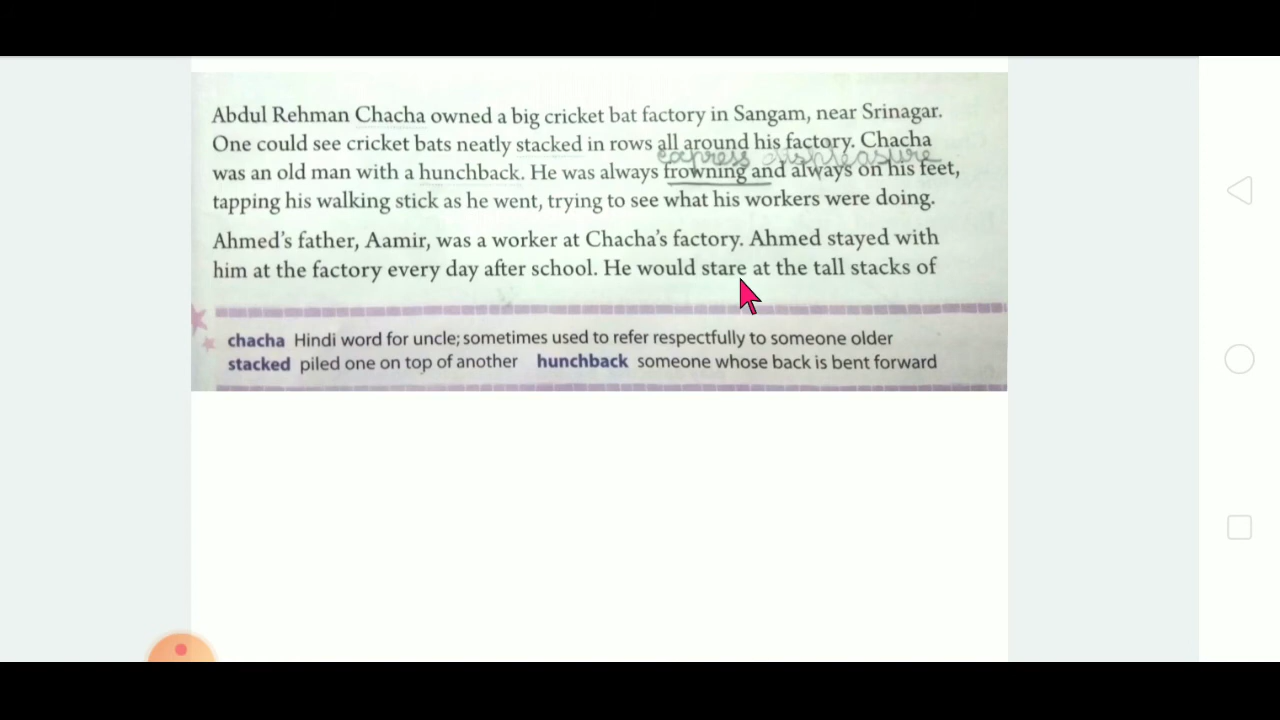 Abdul Rehman Chacha owned a big cricket bat factory in Sangam, near Srinagar.
One could see cricket bats neatly stacked in rows all around his factory. Chacha
express displeasure
was an old man with a hunchback. He was always frowning and always on his feet,
tapping his walking stick as he went, trying to see what his workers were doing.
Ahmed's father, Aamir, was a worker at Chacha's factory. Ahmed stayed with
him at the factory every day after school. He would stare at the tall stacks of
chacha Hindi word for uncle; sometimes used to refer respectfully to someone older
stacked piled one on top of another hunchback someone whose back is bent forward